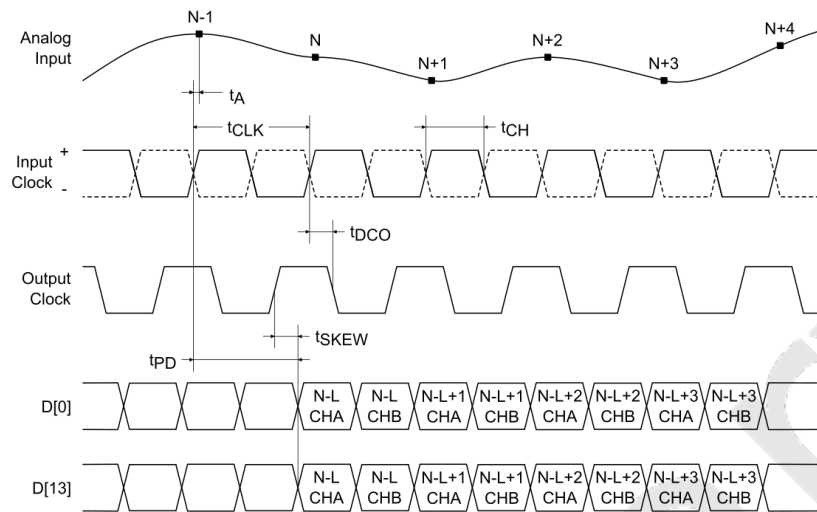 N-1
N
N+1
N+2
N+3
N+4
Analog
Input
tA
tCLK
tCH
Input
Clock
+
-
tDCO
Output
Clock
tSKEW
tPD
D[0]
N-L
CHA
N-L
CHB
N-L+1
CHA
N-L+1
CHB
N-L+2
CHA
N-L+2
CHB
N-L+3
CHA
N-L+3
CHB
D[13]
N-L
CHA
N-L
CHB
N-L+1
CHA
N-L+1
CHB
N-L+2
CHA
N-L+2
CHB
N-L+3
CHA
N-L+3
CHB